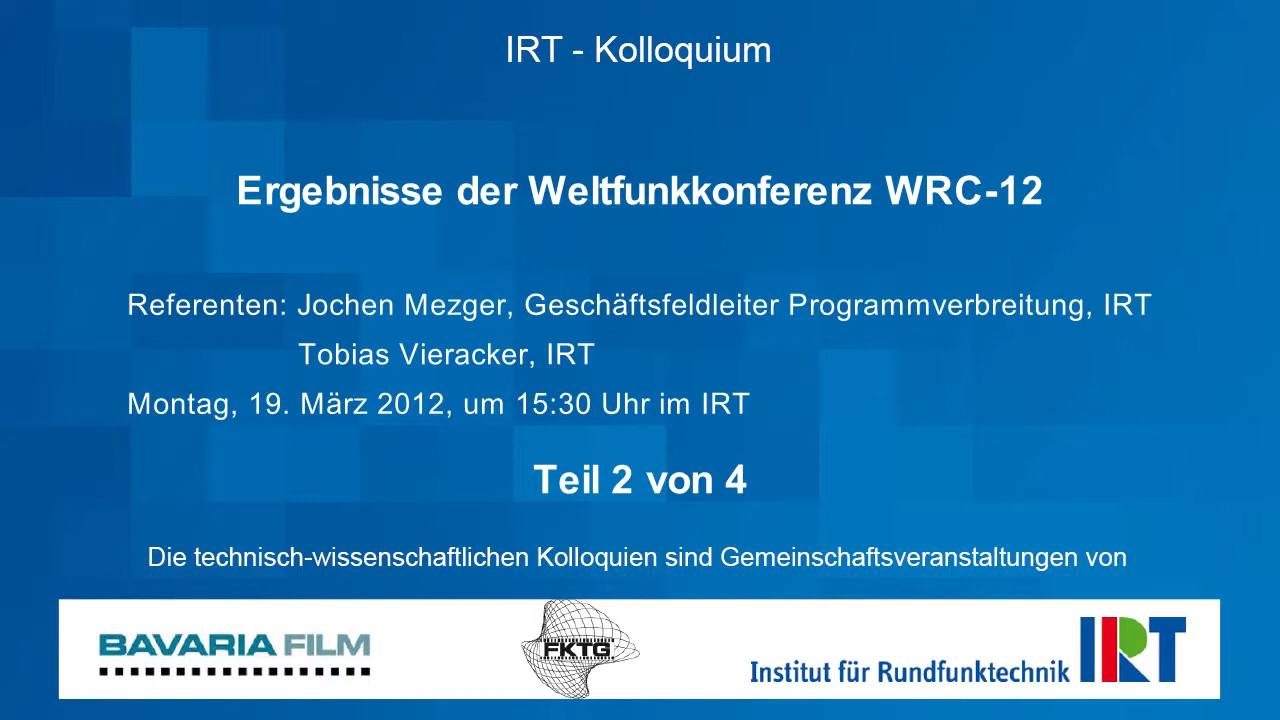 IRT - Kolloquium
Ergebnisse der Weltfunkkonferenz WRC-12
Referenten: Jochen Mezger, Geschäftsfeldleiter Programmverbreitung, IRT
Tobias Vieracker, IRT
Montag, 19. März 2012, um 15:30 Uhr im IRT
Teil 2 von 4
Die technisch-wissenschaftlichen Kolloquien sind Gemeinschaftsveranstaltungen von
BAVARIA FILM
FKTG
Institut für Rundfunktechnik IRT